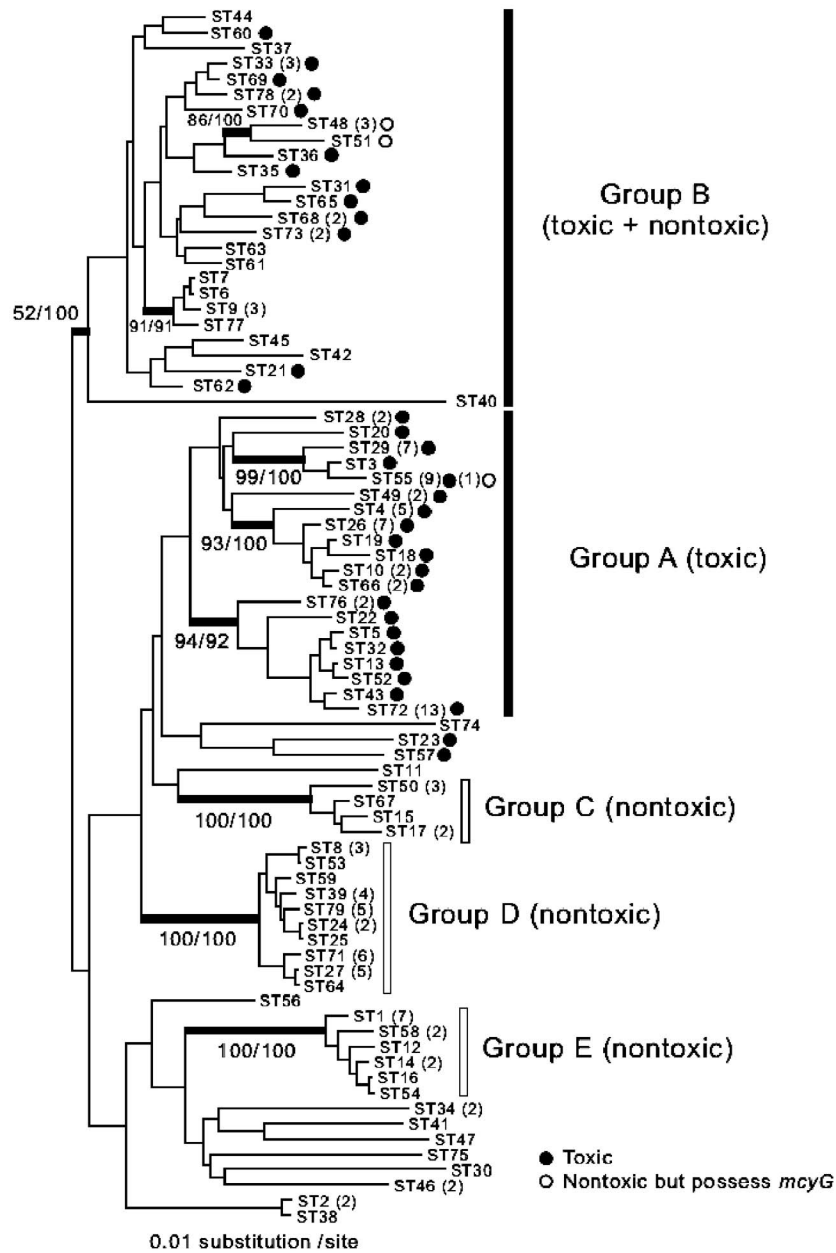 ST44
ST60
ST37
ST33 (3)
ST69
ST78 (2)
ST70
86/100
ST48 (3)
ST51
ST36
ST35
ST31
ST65
ST68 (2)
ST73 (2)
ST63
ST61
ST7
ST6
ST9 (3)
91/91
ST77
52/100
ST45
ST42
ST21
ST62
ST40
Group B
(toxic + nontoxic)
ST28 (2)
ST20
ST29 (7)
ST3
99/100
ST55 (9) (1)
ST49 (2)
ST4 (5)
ST26 (7)
93/100
ST19
ST18
ST10 (2)
ST66 (2)
Group A (toxic)
ST76 (2)
94/92
ST22
ST5
ST32
ST13
ST52
ST43
ST72 (13)
ST74
ST23
ST57
ST11
ST50 (3)
ST67
100/100
ST15
ST17 (2)
Group C (nontoxic)
ST8 (3)
ST53
ST59
ST39 (4)
ST79 (5)
100/100
ST24 (2)
ST25
ST71 (6)
ST27 (5)
ST64
Group D (nontoxic)
ST56
ST1 (7)
ST58 (2)
100/100
ST12
ST14 (2)
ST16
ST54
Group E (nontoxic)
ST34 (2)
ST41
ST47
ST75
ST30
ST46 (2)
ST2 (2)
ST38
Toxic
Nontoxic but possess mcyG
0.01 substitution /site